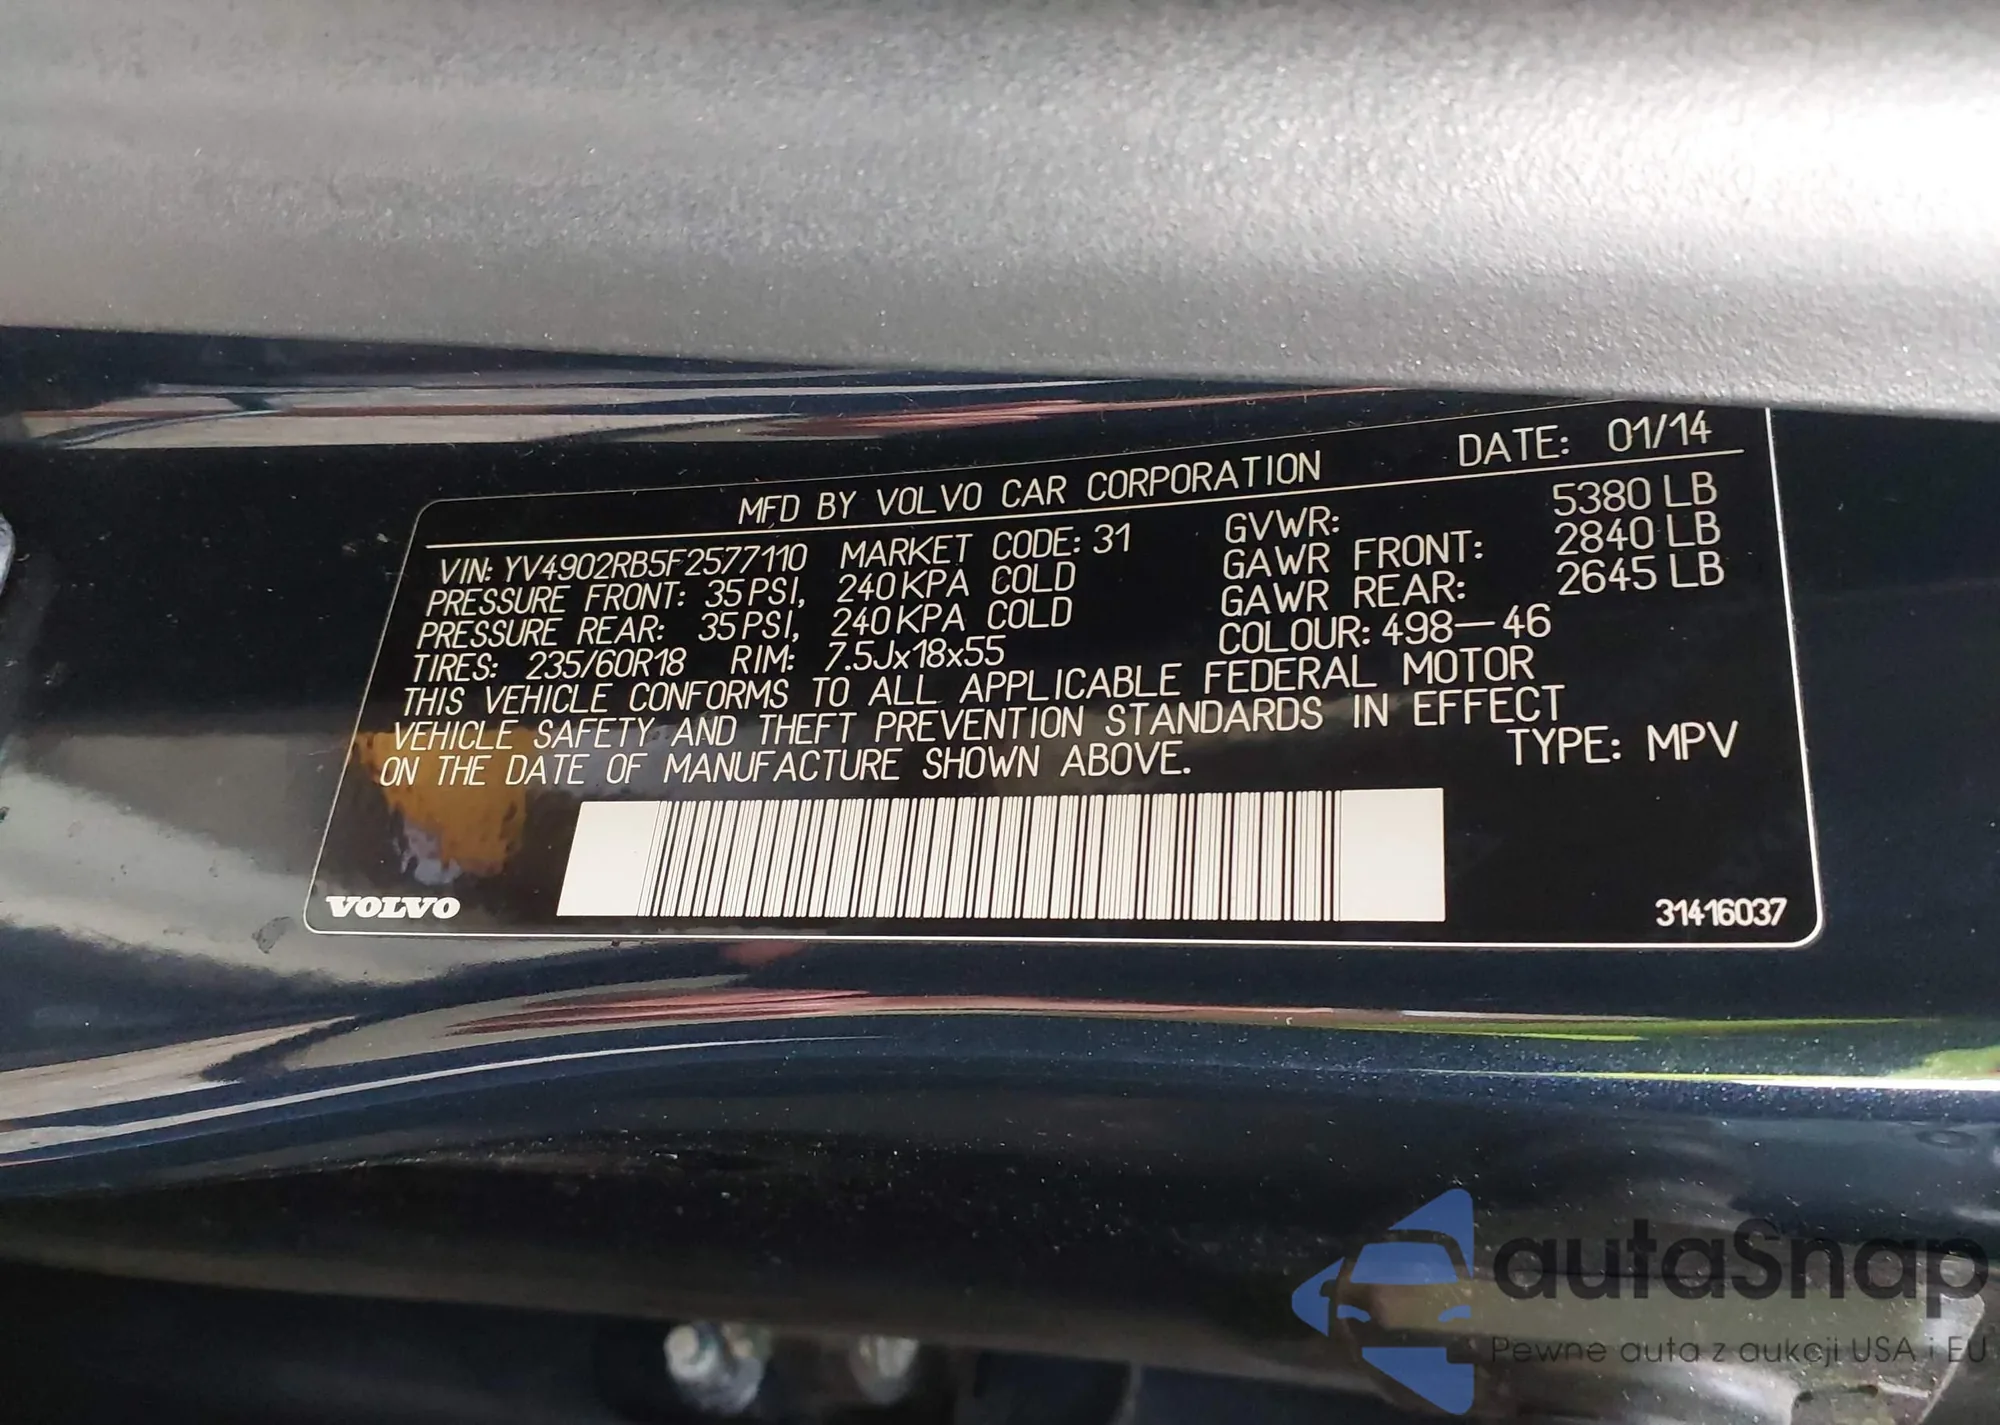 MFD BY VOLVO CAR CORPORATION DATE: 01/14
VIN: YV4902RB5F2577110 MARKET CODE: 31 GVWR: 5380 LB
PRESSURE FRONT: 35 PSI, 240 KPA COLD GAWR FRONT: 2840 LB
PRESSURE REAR: 35 PSI, 240 KPA COLD GAWR REAR: 2645 LB
TIRES: 235/60R18 RIM: 7.5Jx18x55 COLOUR: 498-46
THIS VEHICLE CONFORMS TO ALL APPLICABLE FEDERAL MOTOR
VEHICLE SAFETY AND THEFT PREVENTION STANDARDS IN EFFECT
ON THE DATE OF MANUFACTURE SHOWN ABOVE. TYPE: MPV
VOLVO 31416037
autaSnap
Pewne auta z aukcji USA i EU